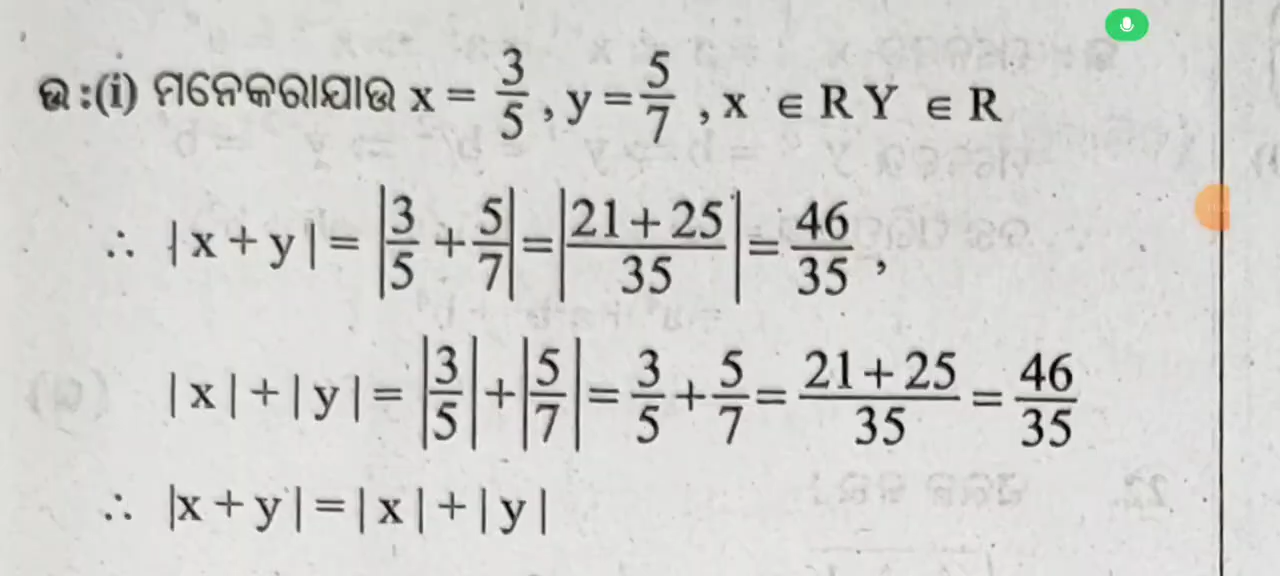 ଉ :(i) ମନେକରାଯାଉ x = 3/5 , y = 5/7 , x ∈ R Y ∈ R
∴ |x + y| = |3/5 + 5/7| = |(21 + 25)/35| = 46/35 ,
|x| + |y| = |3/5| + |5/7| = 3/5 + 5/7 = (21 + 25)/35 = 46/35
∴ |x + y| = |x| + |y|